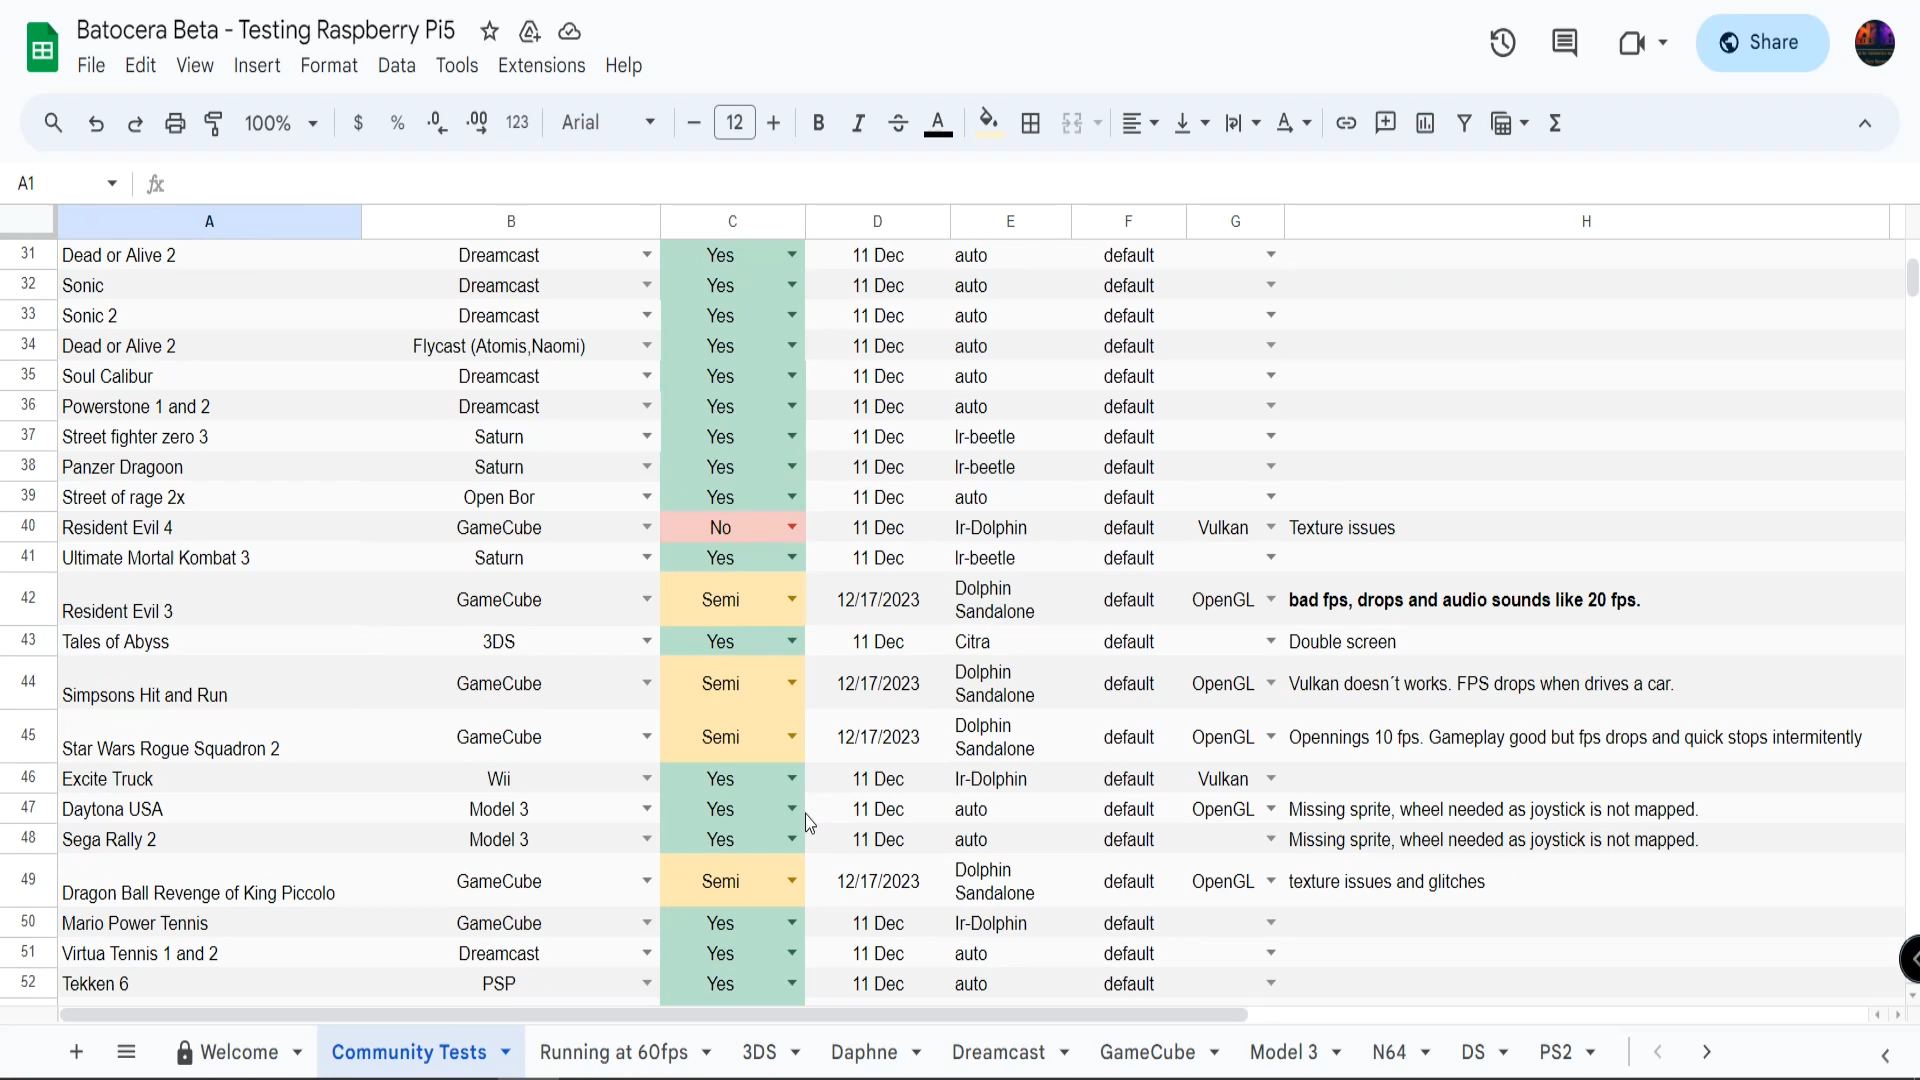 Batocera Beta - Testing Raspberry Pi5
File Edit View Insert Format Data Tools Extensions Help
Share
100% $ % .0 .00 123 Arial 12 B I A
A1 fx
A B C D E F G H
31 Dead or Alive 2 Dreamcast Yes 11 Dec auto default
32 Sonic Dreamcast Yes 11 Dec auto default
33 Sonic 2 Dreamcast Yes 11 Dec auto default
34 Dead or Alive 2 Flycast (Atomis,Naomi) Yes 11 Dec auto default
35 Soul Calibur Dreamcast Yes 11 Dec auto default
36 Powerstone 1 and 2 Dreamcast Yes 11 Dec auto default
37 Street fighter zero 3 Saturn Yes 11 Dec lr-beetle default
38 Panzer Dragoon Saturn Yes 11 Dec lr-beetle default
39 Street of rage 2x Open Bor Yes 11 Dec auto default
40 Resident Evil 4 GameCube No 11 Dec Ir-Dolphin default Vulkan Texture issues
41 Ultimate Mortal Kombat 3 Saturn Yes 11 Dec lr-beetle default
42 Resident Evil 3 GameCube Semi 12/17/2023 Dolphin Sandalone default OpenGL bad fps, drops and audio sounds like 20 fps.
43 Tales of Abyss 3DS Yes 11 Dec Citra default Double screen
44 Simpsons Hit and Run GameCube Semi 12/17/2023 Dolphin Sandalone default OpenGL Vulkan doesn´t works. FPS drops when drives a car.
45 Star Wars Rogue Squadron 2 GameCube Semi 12/17/2023 Dolphin Sandalone default OpenGL Opennings 10 fps. Gameplay good but fps drops and quick stops intermitently
46 Excite Truck Wii Yes 11 Dec Ir-Dolphin default Vulkan
47 Daytona USA Model 3 Yes 11 Dec auto default OpenGL Missing sprite, wheel needed as joystick is not mapped.
48 Sega Rally 2 Model 3 Yes 11 Dec auto default Missing sprite, wheel needed as joystick is not mapped.
49 Dragon Ball Revenge of King Piccolo GameCube Semi 12/17/2023 Dolphin Sandalone default OpenGL texture issues and glitches
50 Mario Power Tennis GameCube Yes 11 Dec Ir-Dolphin default
51 Virtua Tennis 1 and 2 Dreamcast Yes 11 Dec auto default
52 Tekken 6 PSP Yes 11 Dec auto default
Welcome Community Tests Running at 60fps 3DS Daphne Dreamcast GameCube Model 3 N64 DS PS2